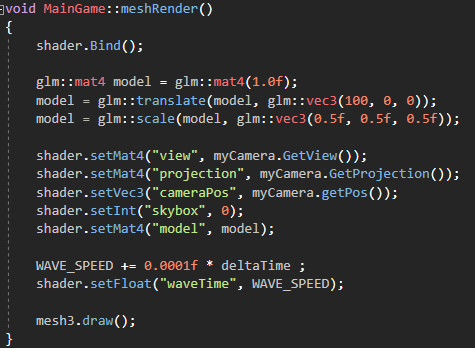 void MainGame::meshRender()
{
shader.Bind();
glm::mat4 model = glm::mat4(1.0f);
model = glm::translate(model, glm::vec3(100, 0, 0));
model = glm::scale(model, glm::vec3(0.5f, 0.5f, 0.5f));
shader.setMat4("view", myCamera.GetView());
shader.setMat4("projection", myCamera.GetProjection());
shader.setVec3("cameraPos", myCamera.getPos());
shader.setInt("skybox", 0);
shader.setMat4("model", model);
WAVE_SPEED += 0.0001f * deltaTime ;
shader.setFloat("waveTime", WAVE_SPEED);
mesh3.draw();
}